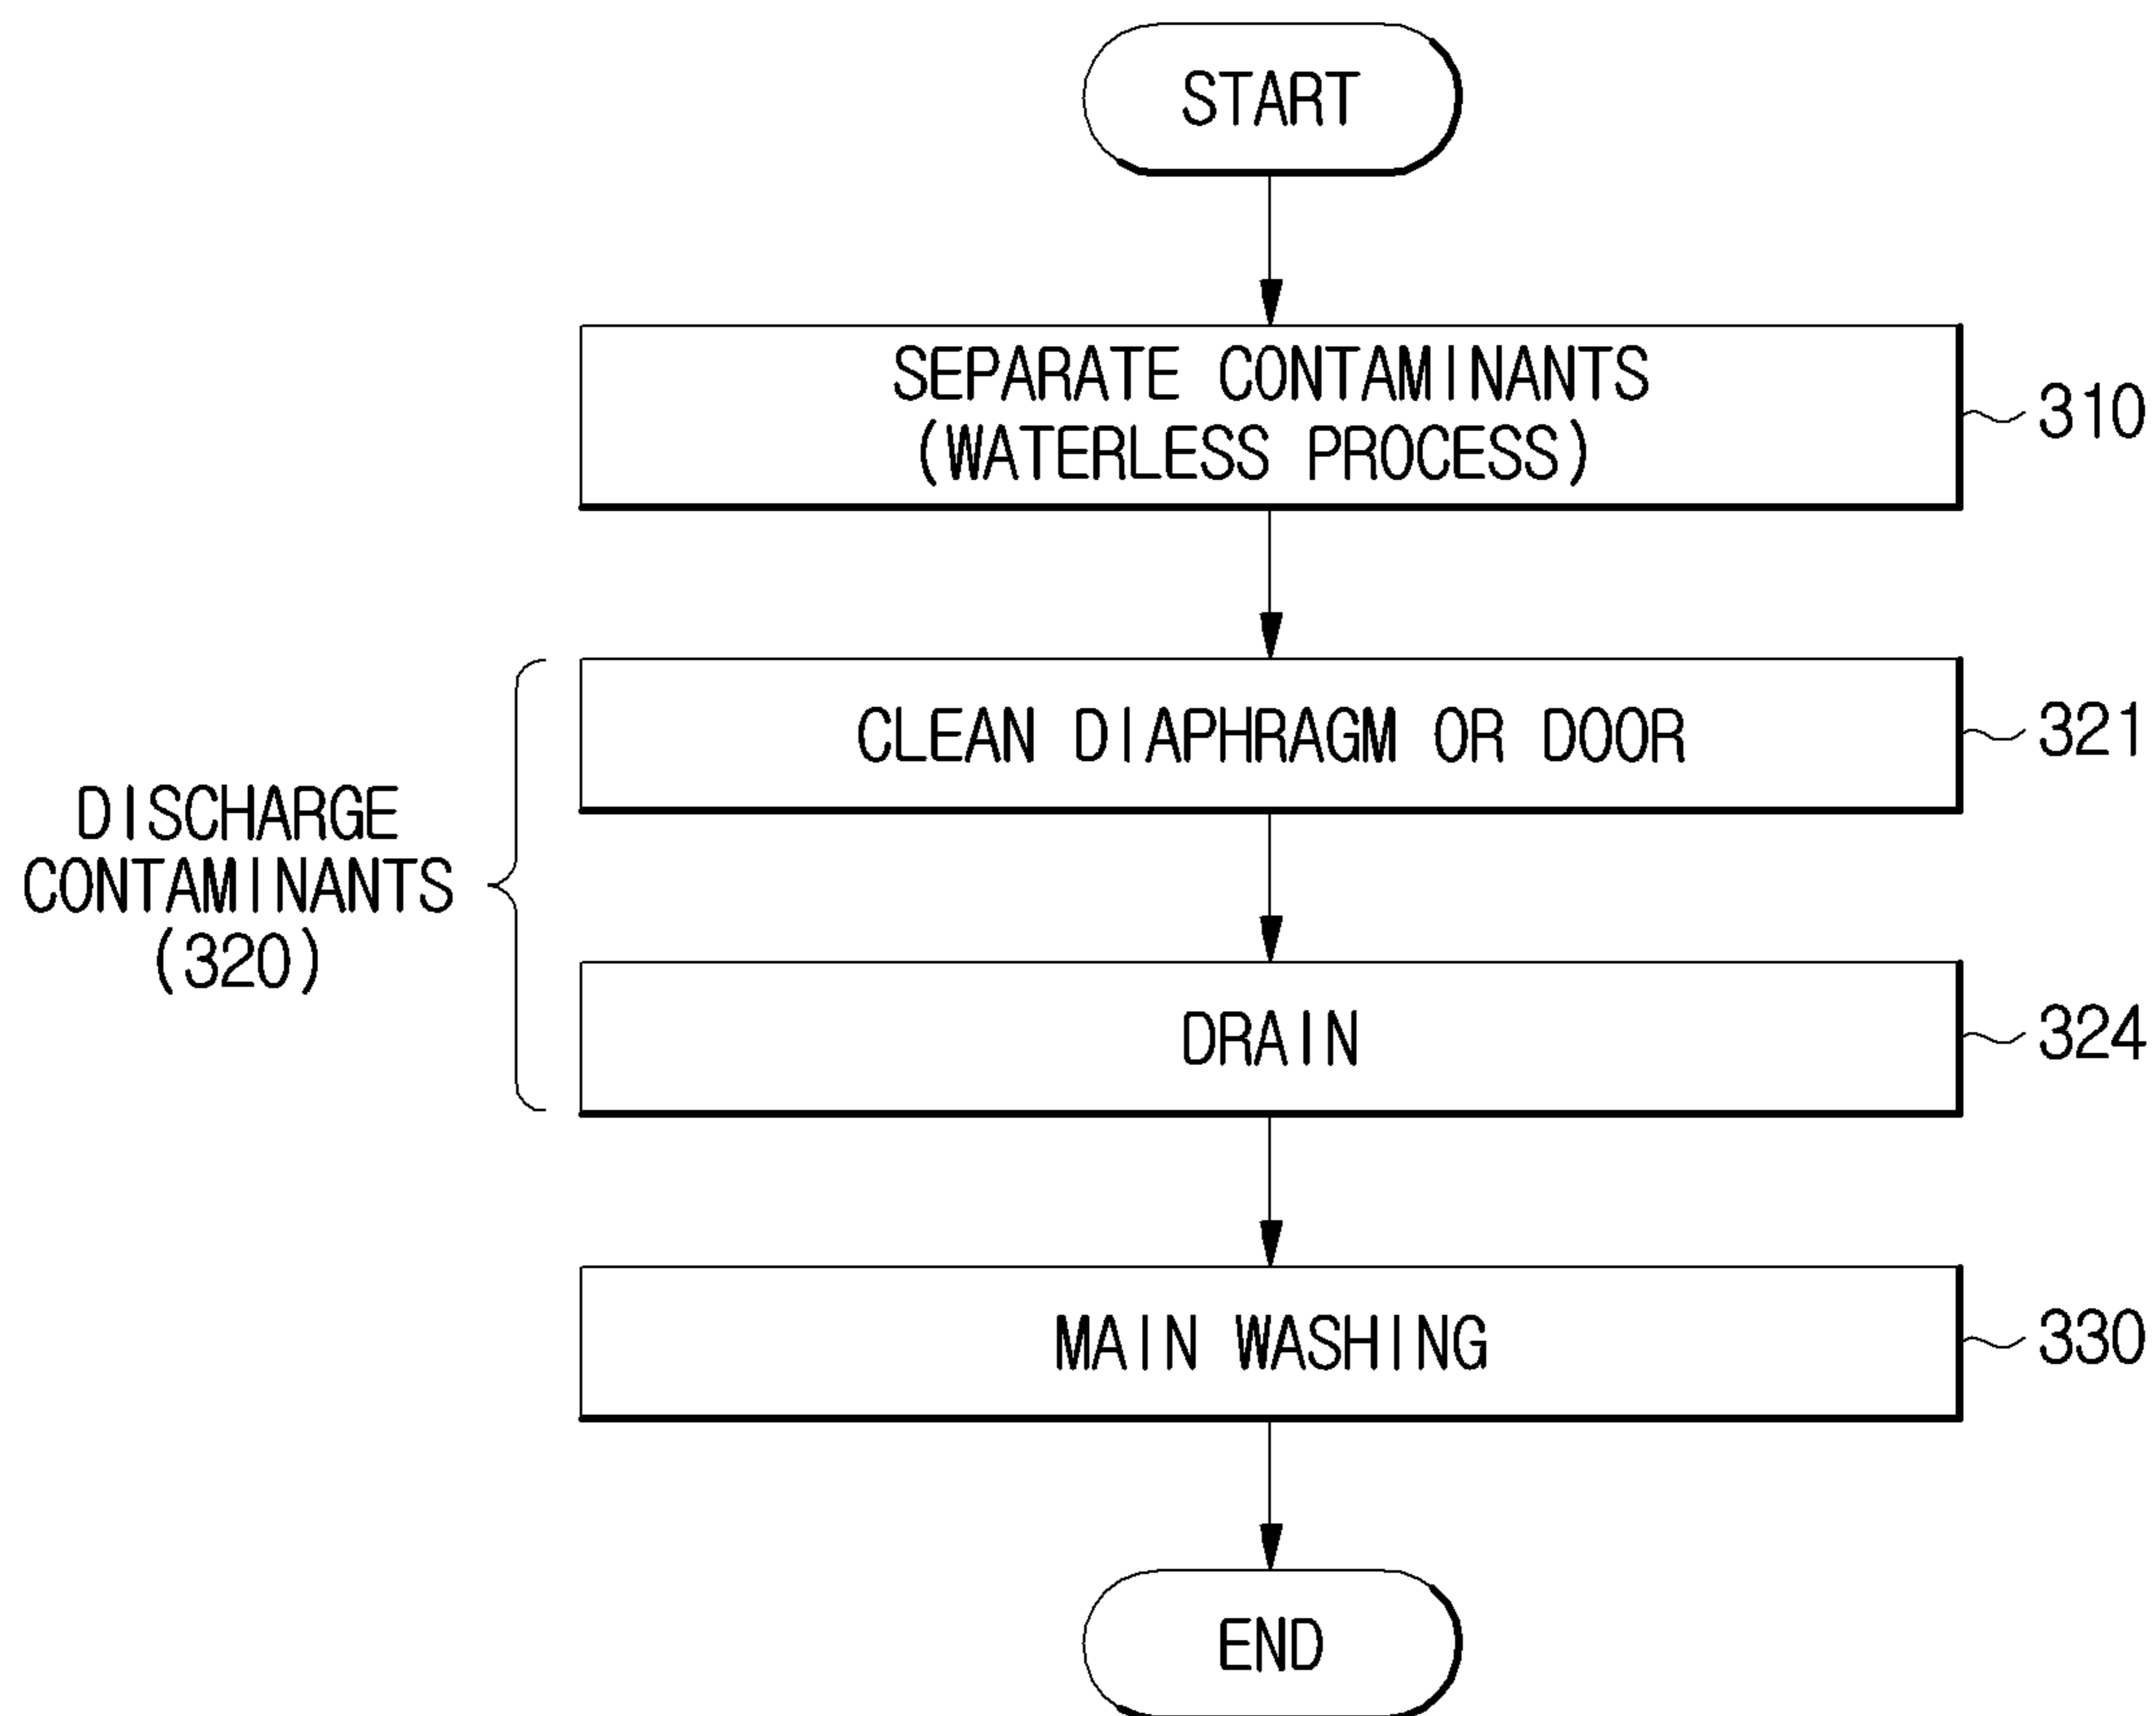 START
SEPARATE CONTAMINANTS
(WATERLESS PROCESS)
310
CLEAN DIAPHRAGM OR DOOR
321
DISCHARGE
CONTAMINANTS
(320)
DRAIN
324
MAIN WASHING
330
END